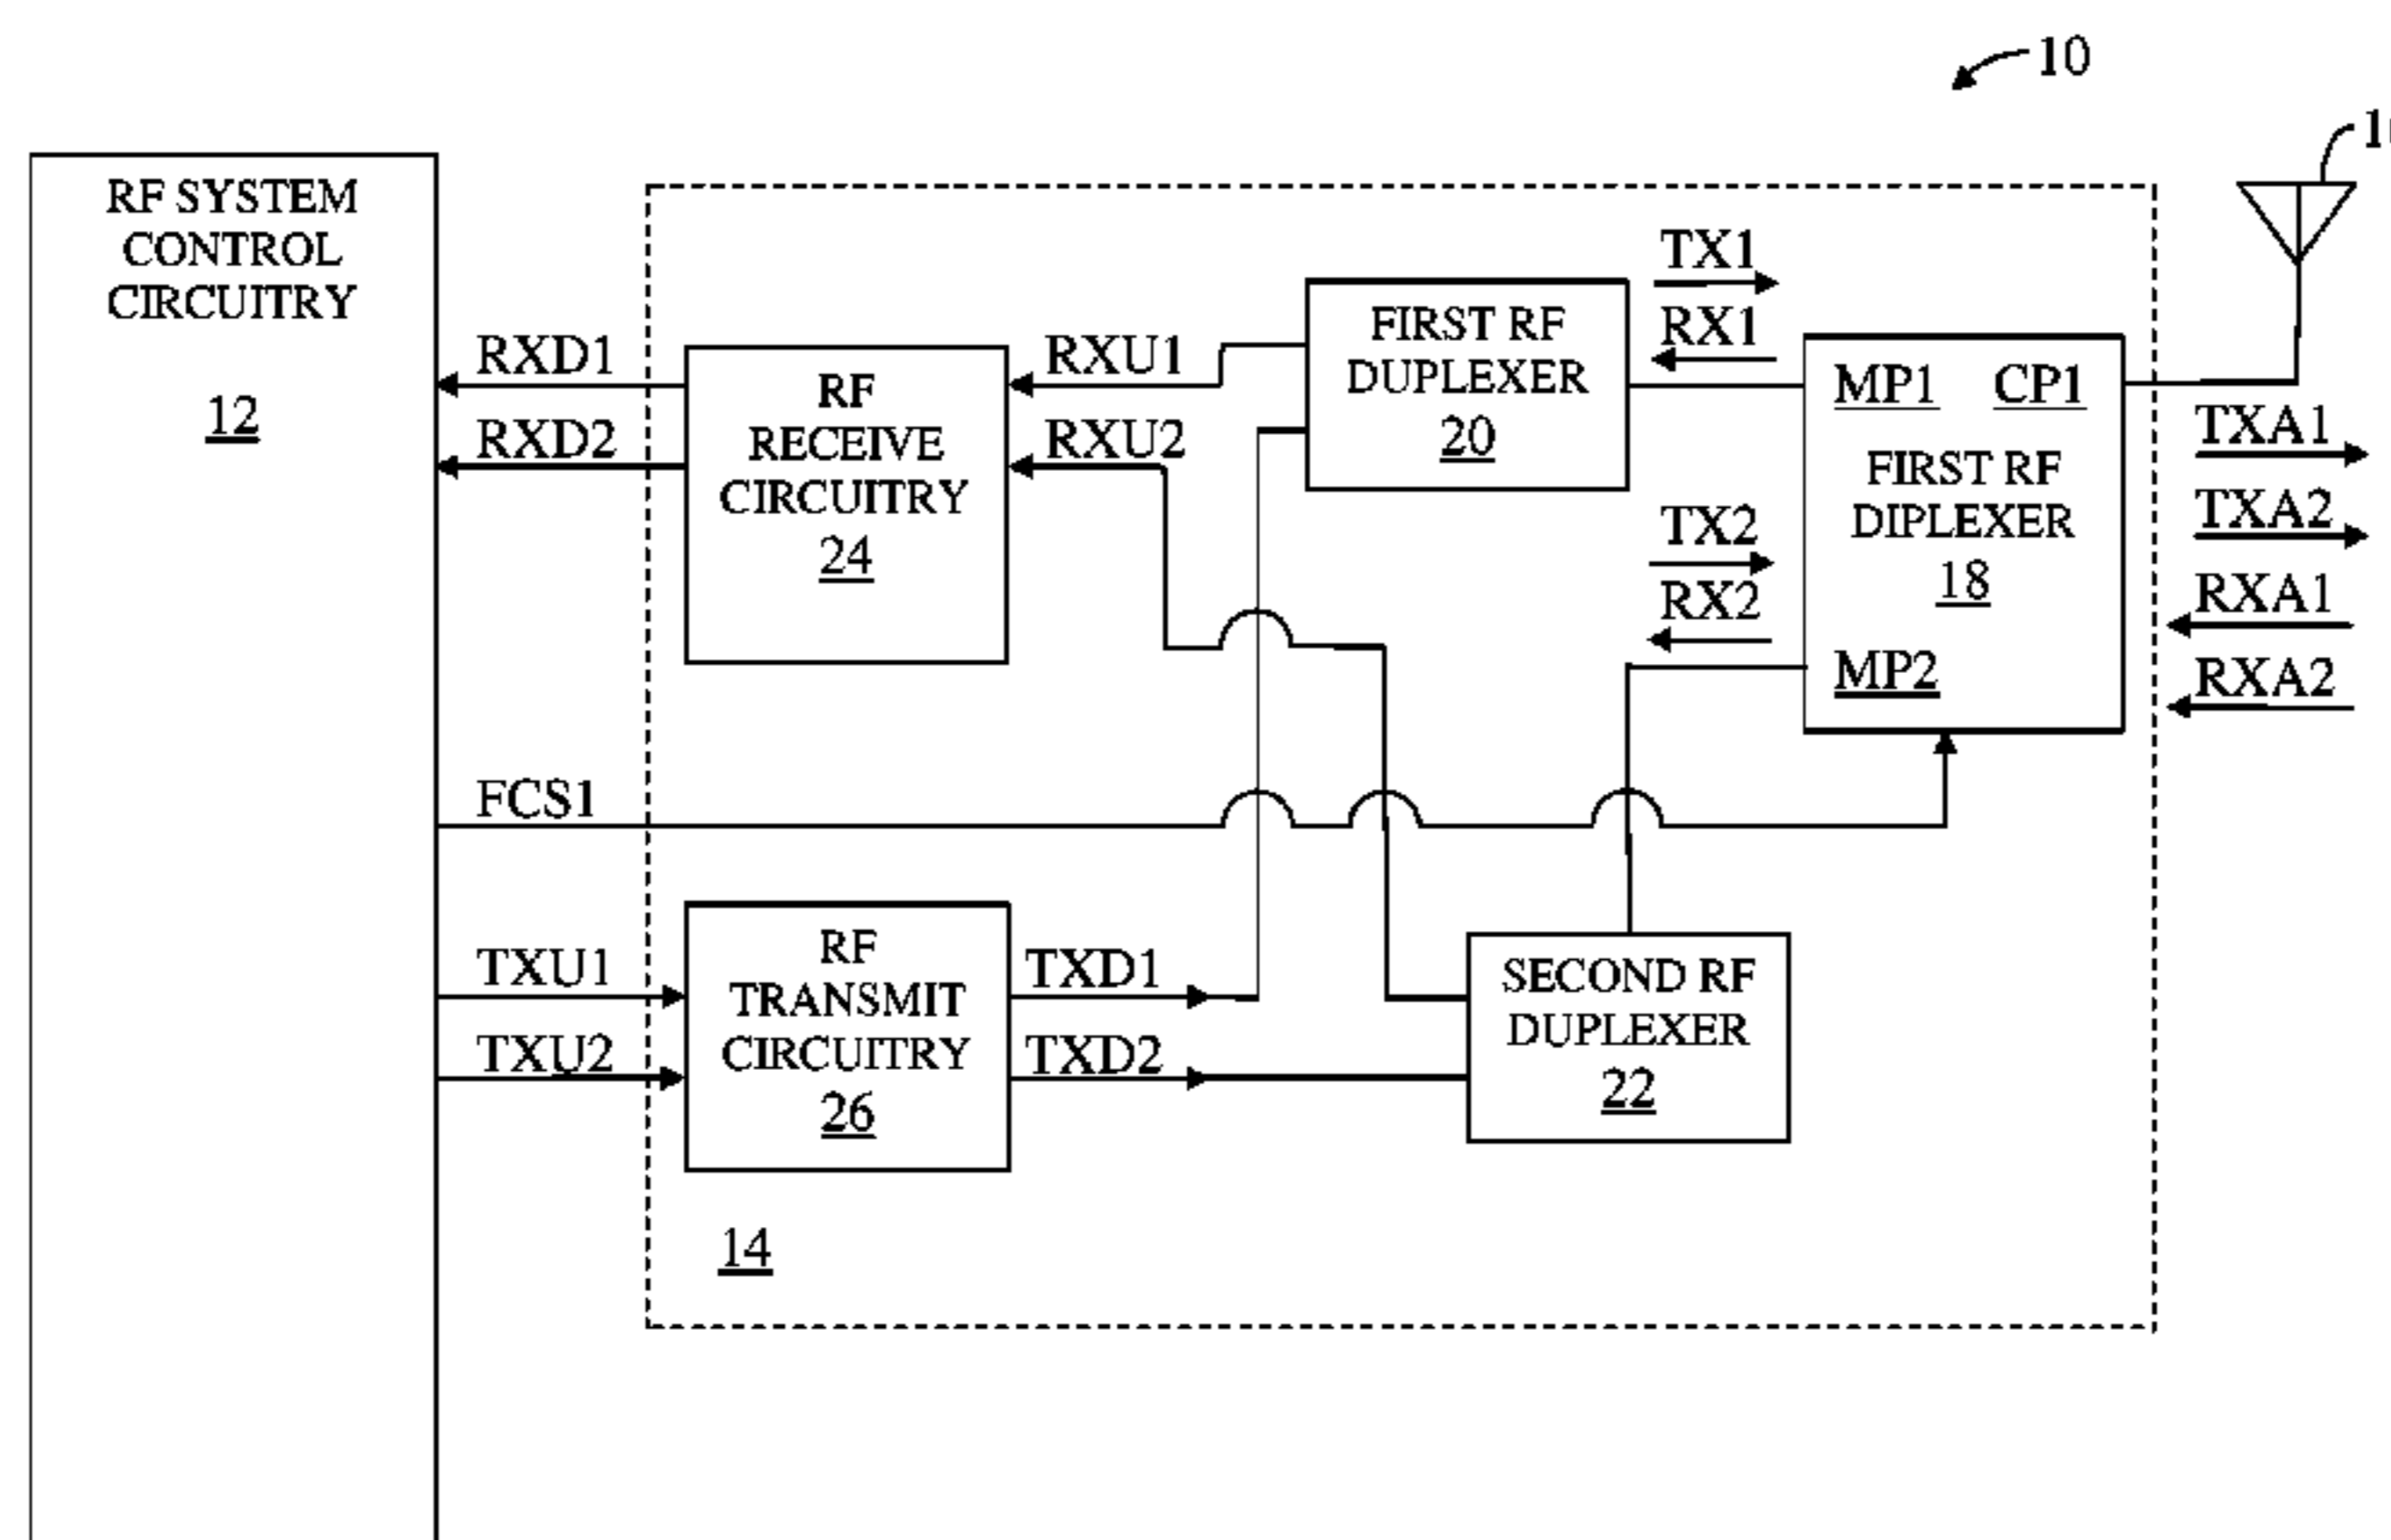 10
RF SYSTEM
CONTROL
CIRCUITRY
12
RXD1
RXD2
RF
RECEIVE
CIRCUITRY
24
RXU1
RXU2
FIRST RF
DUPLEXER
20
TX1
RX1
TX2
RX2
MP1 CP1
FIRST RF
DIPLEXER
18
MP2
TXA1
TXA2
RXA1
RXA2
FCS1
TXU1
TXU2
RF
TRANSMIT
CIRCUITRY
26
TXD1
TXD2
SECOND RF
DUPLEXER
22
14